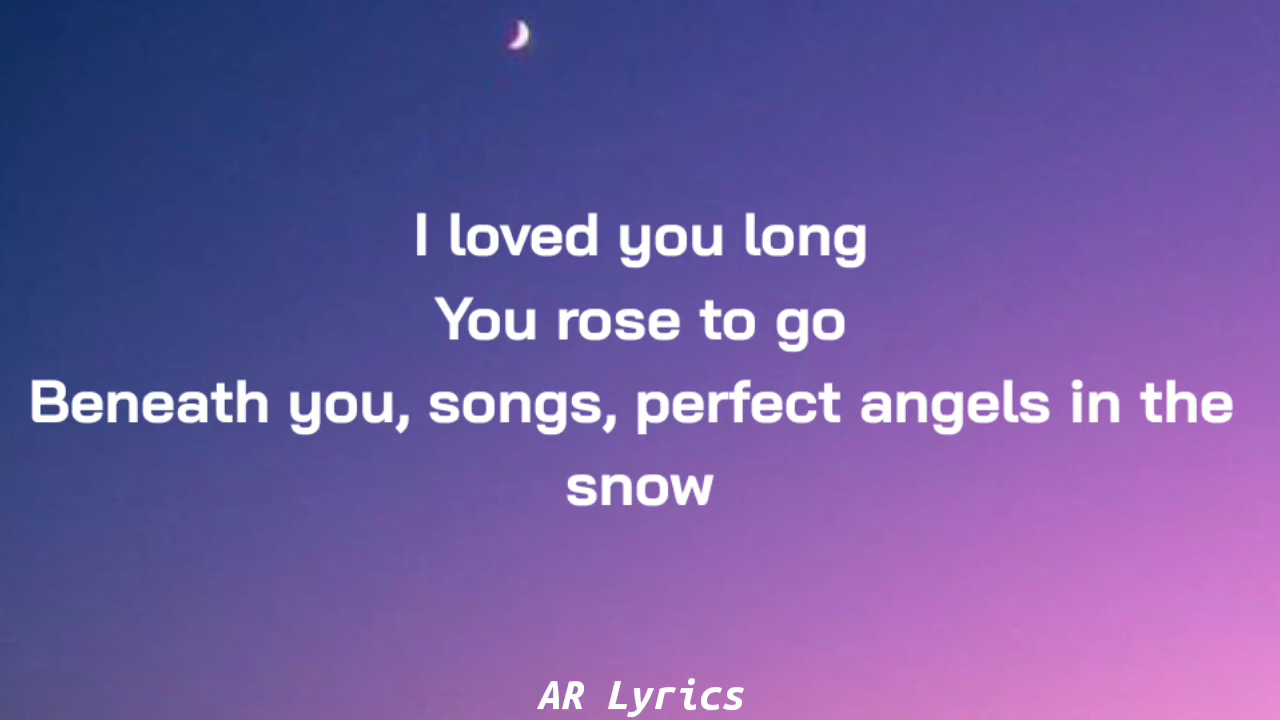 I loved you long
You rose to go
Beneath you, songs, perfect angels in the
snow
AR Lyrics